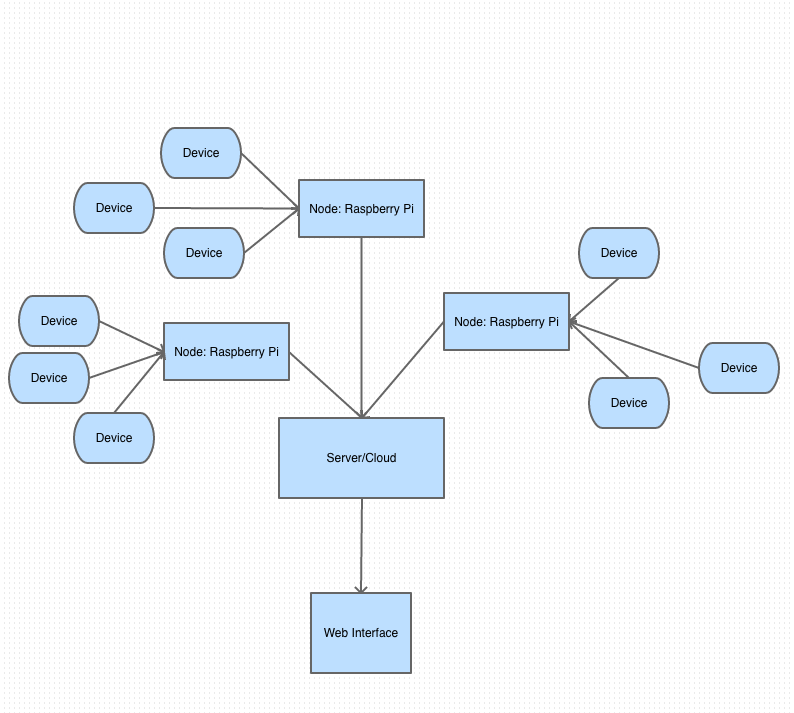 Device
Device
Node: Raspberry Pi
Device
Device
Device
Node: Raspberry Pi
Node: Raspberry Pi
Device
Device
Device
Device
Server/Cloud
Web Interface